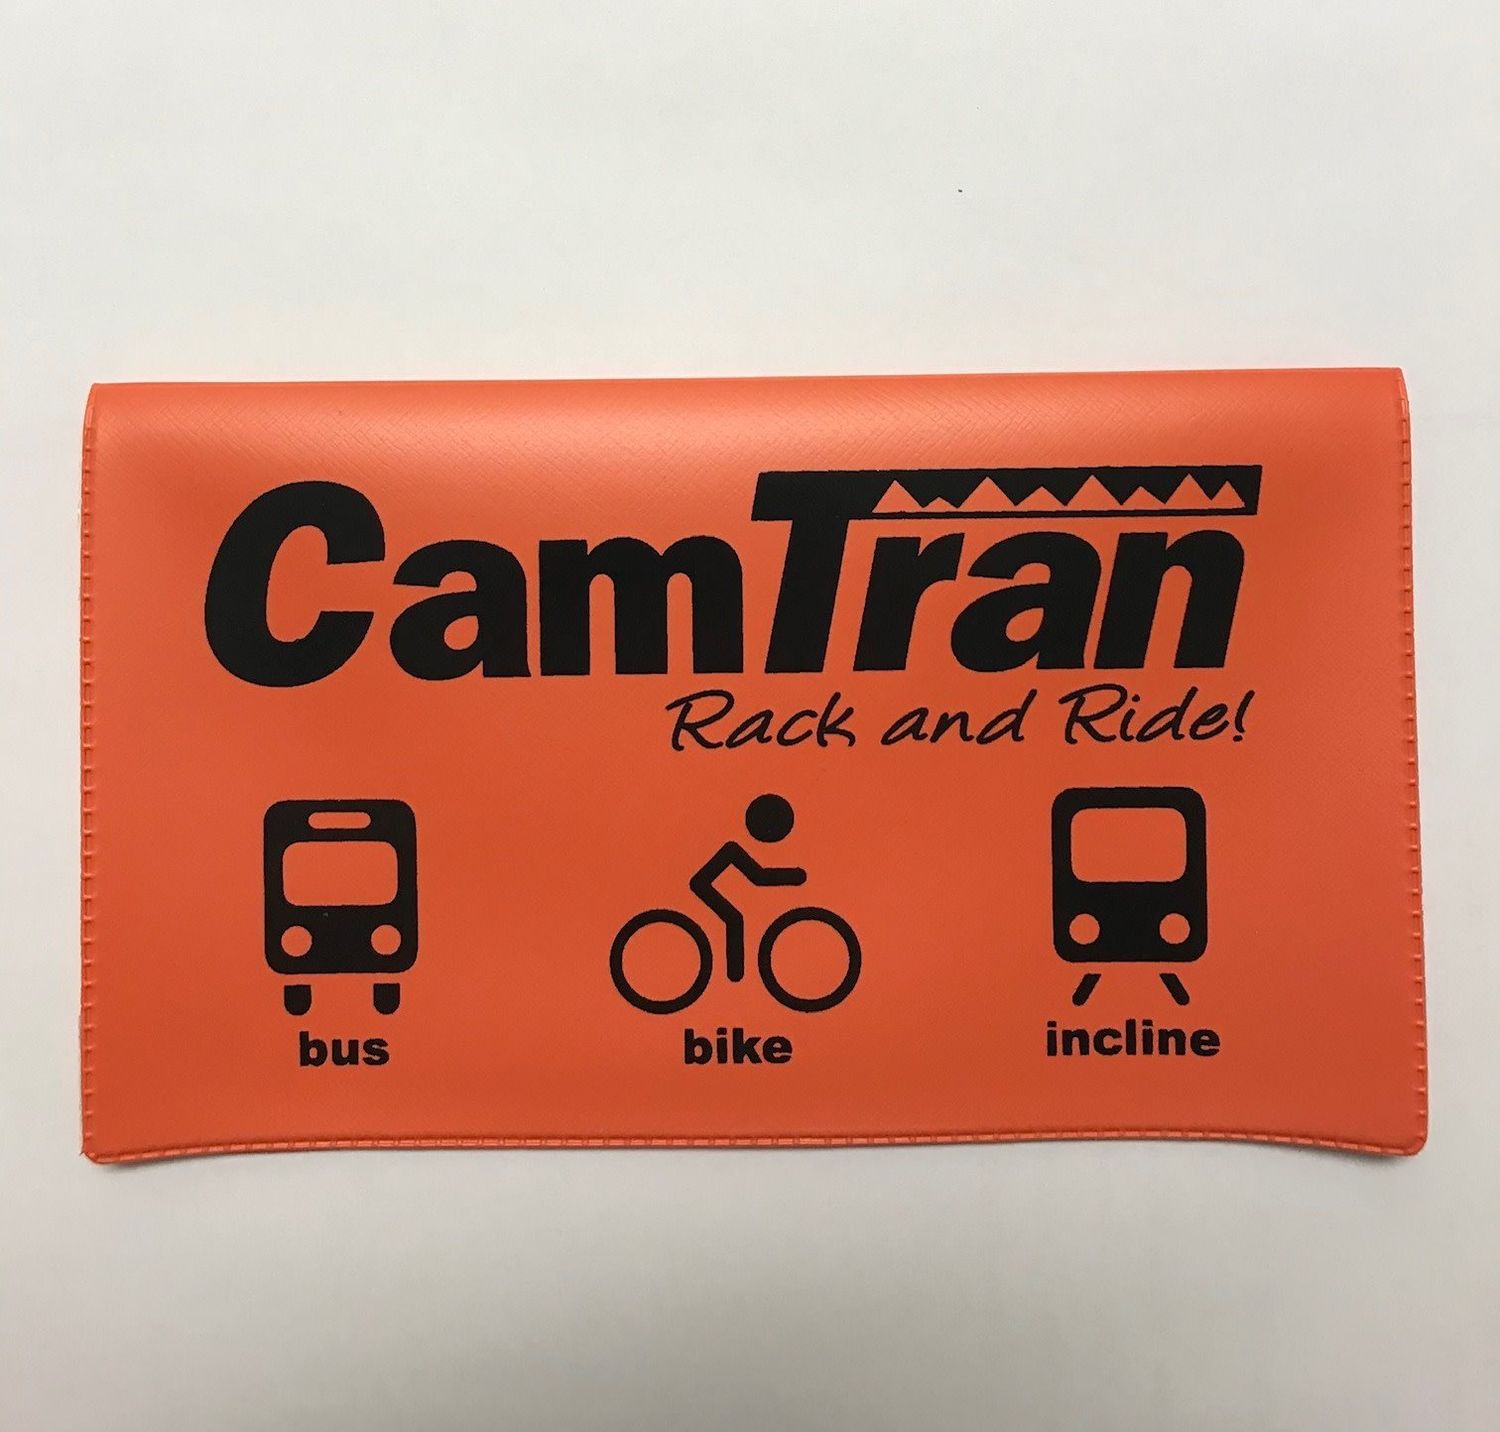 CamTran
Rack and Ride!
bus bike incline